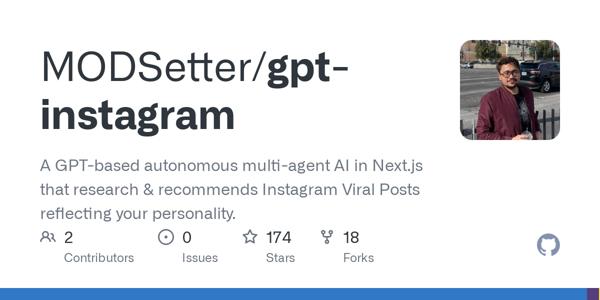 MODSetter/gpt-
instagram
A GPT-based autonomous multi-agent AI in Next.js
that research & recommends Instagram Viral Posts
reflecting your personality.
2 0 174 18
Contributors Issues Stars Forks